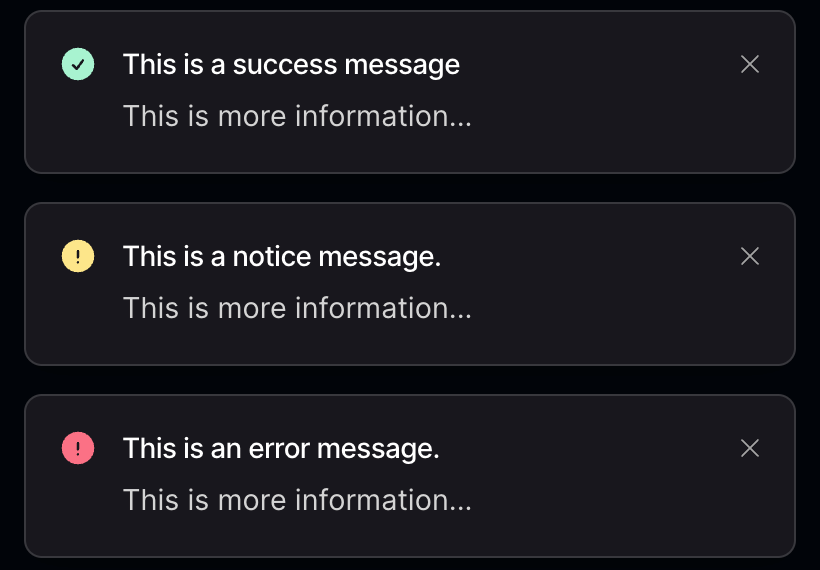 This is a success message
This is more information...
This is a notice message.
This is more information...
This is an error message.
This is more information...